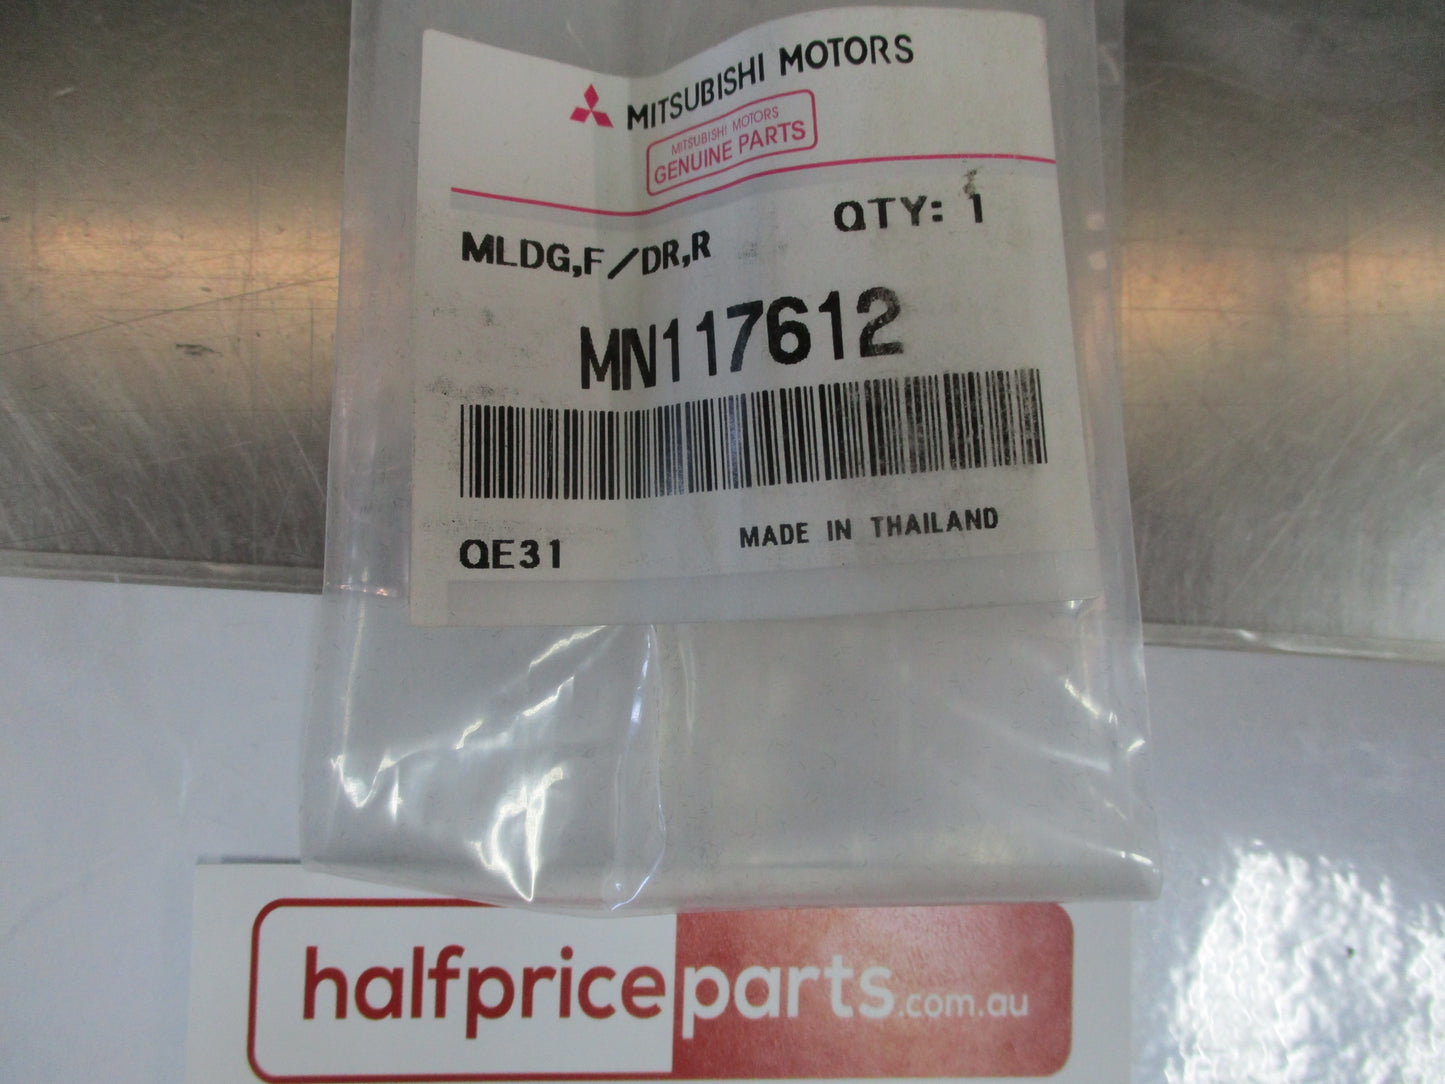 MITSUBISHI MOTORS
MITSUBISHI MOTORS
GENUINE PARTS
QTY: 1
MLDG,F/DR,R
MN117612
QE31
MADE IN THAILAND
halfpriceparts.com.au